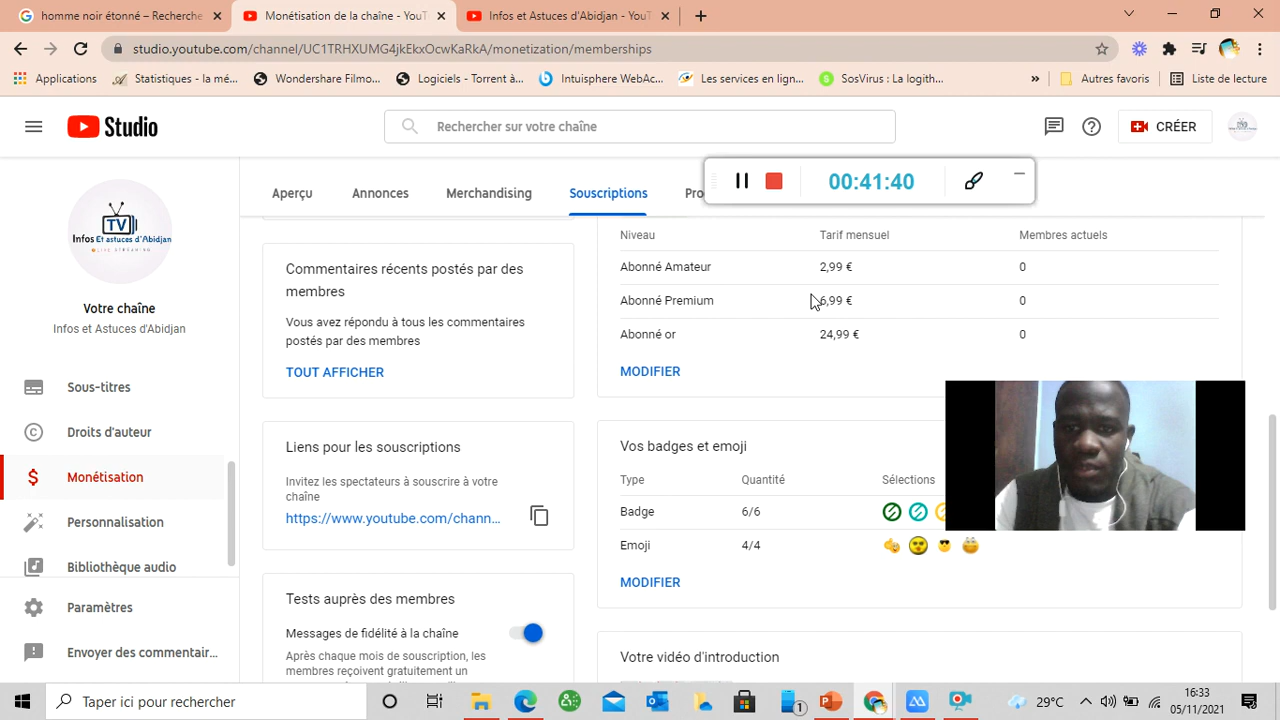 homme noir étonné - Recherche
Monétisation de la chaîne - YouT
Infos et Astuces d'Abidjan - YouT
studio.youtube.com/channel/UC1TRHXUMG4jkEkxOcwKaRkA/monetization/memberships
Applications
Statistiques - la mé...
Wondershare Filmo...
Logiciels - Torrent à...
Intuisphere WebAc...
Les services en lign...
SosVirus : La logith...
»
Autres favoris
Liste de lecture
Studio
Rechercher sur votre chaîne
CRÉER
Aperçu
Annonces
Merchandising
Souscriptions
00:41:40
TV
Infos Et astuces d'Abidjan
LIVE STREAMING
Votre chaîne
Infos et Astuces d'Abidjan
Sous-titres
Droits d'auteur
Monétisation
Personnalisation
Bibliothèque audio
Paramètres
Envoyer des commentair...
Commentaires récents postés par des
membres
Vous avez répondu à tous les commentaires
postés par des membres
TOUT AFFICHER
Liens pour les souscriptions
Invitez les spectateurs à souscrire à votre
chaîne
https://www.youtube.com/chann...
Tests auprès des membres
Messages de fidélité à la chaîne
Après chaque mois de souscription, les
membres reçoivent gratuitement un
Niveau Tarif mensuel Membres actuels
Abonné Amateur 2,99 € 0
Abonné Premium 6,99 € 0
Abonné or 24,99 € 0
MODIFIER
Vos badges et emoji
Type Quantité Sélections
Badge 6/6
Emoji 4/4
MODIFIER
Votre vidéo d'introduction
Taper ici pour rechercher
1
29°C
16:33
05/11/2021